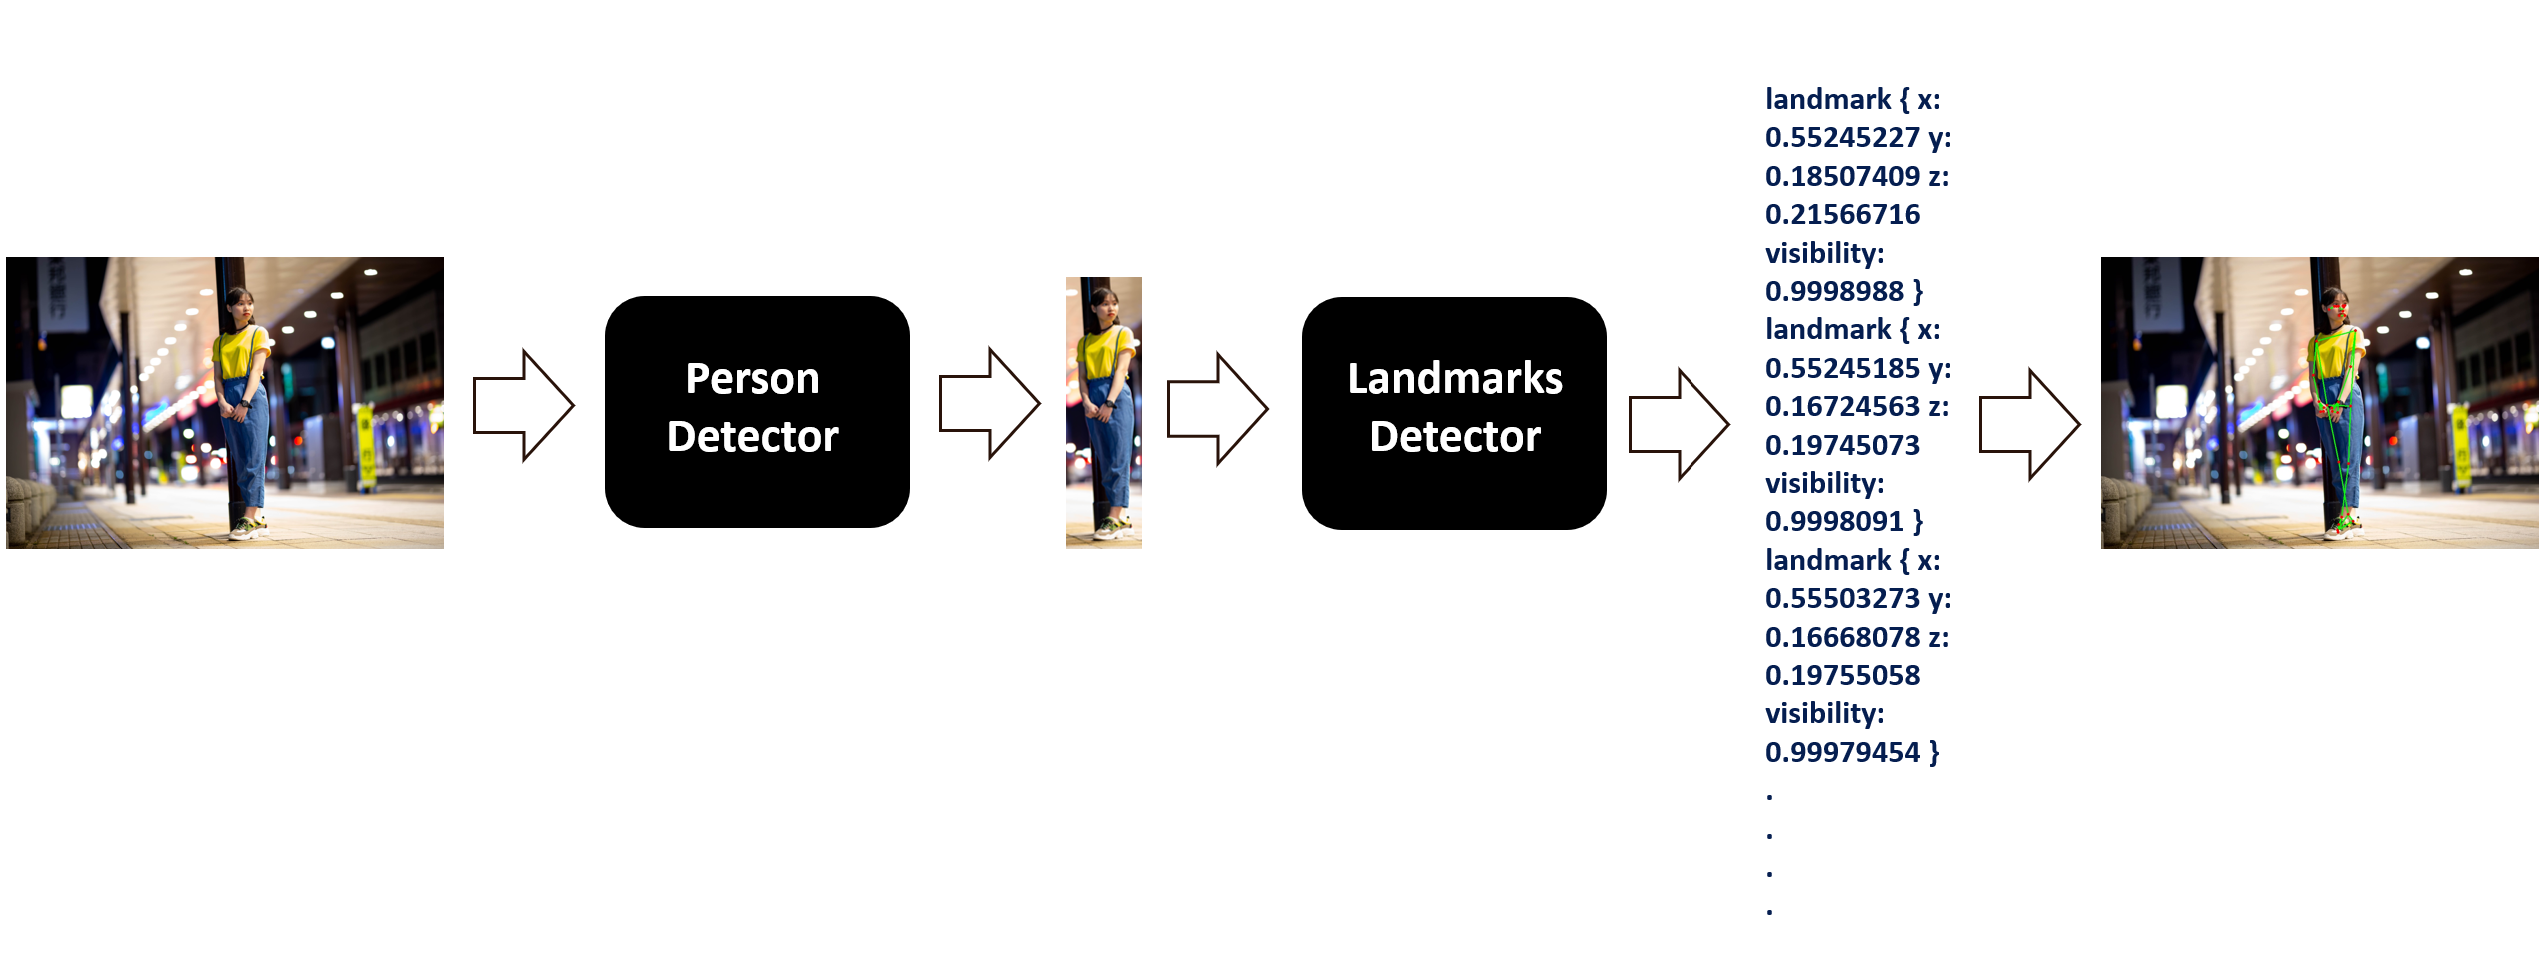 Person
Detector
Landmarks
Detector
landmark { x:
0.55245227 y:
0.18507409 z:
0.21566716
visibility:
0.9998988 }
landmark { x:
0.55245185 y:
0.16724563 z:
0.19745073
visibility:
0.9998091 }
landmark { x:
0.55503273 y:
0.16668078 z:
0.19755058
visibility:
0.99979454 }
.
.
.
.